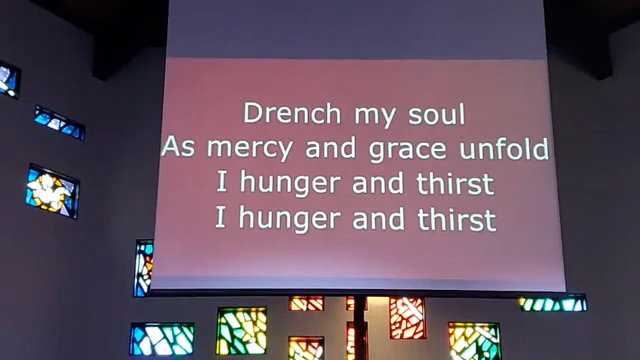 Drench my soul
As mercy and grace unfold
I hunger and thirst
I hunger and thirst